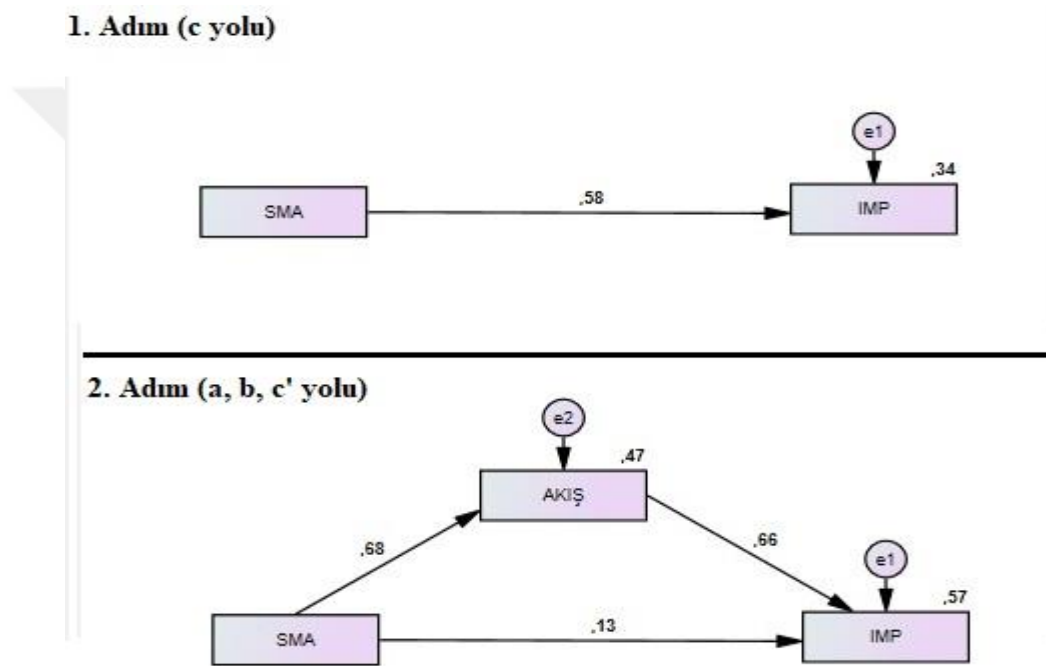 1. Adım (c yolu)
e1
,34
SMA
,58
IMP
2. Adım (a, b, c' yolu)
e2
,47
AKIŞ
,68
,66
e1
,57
SMA
,13
IMP